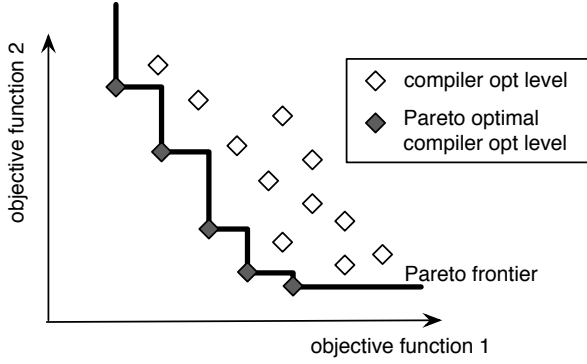 objective function 2
compiler opt level
Pareto optimal
compiler opt level
Pareto frontier
objective function 1